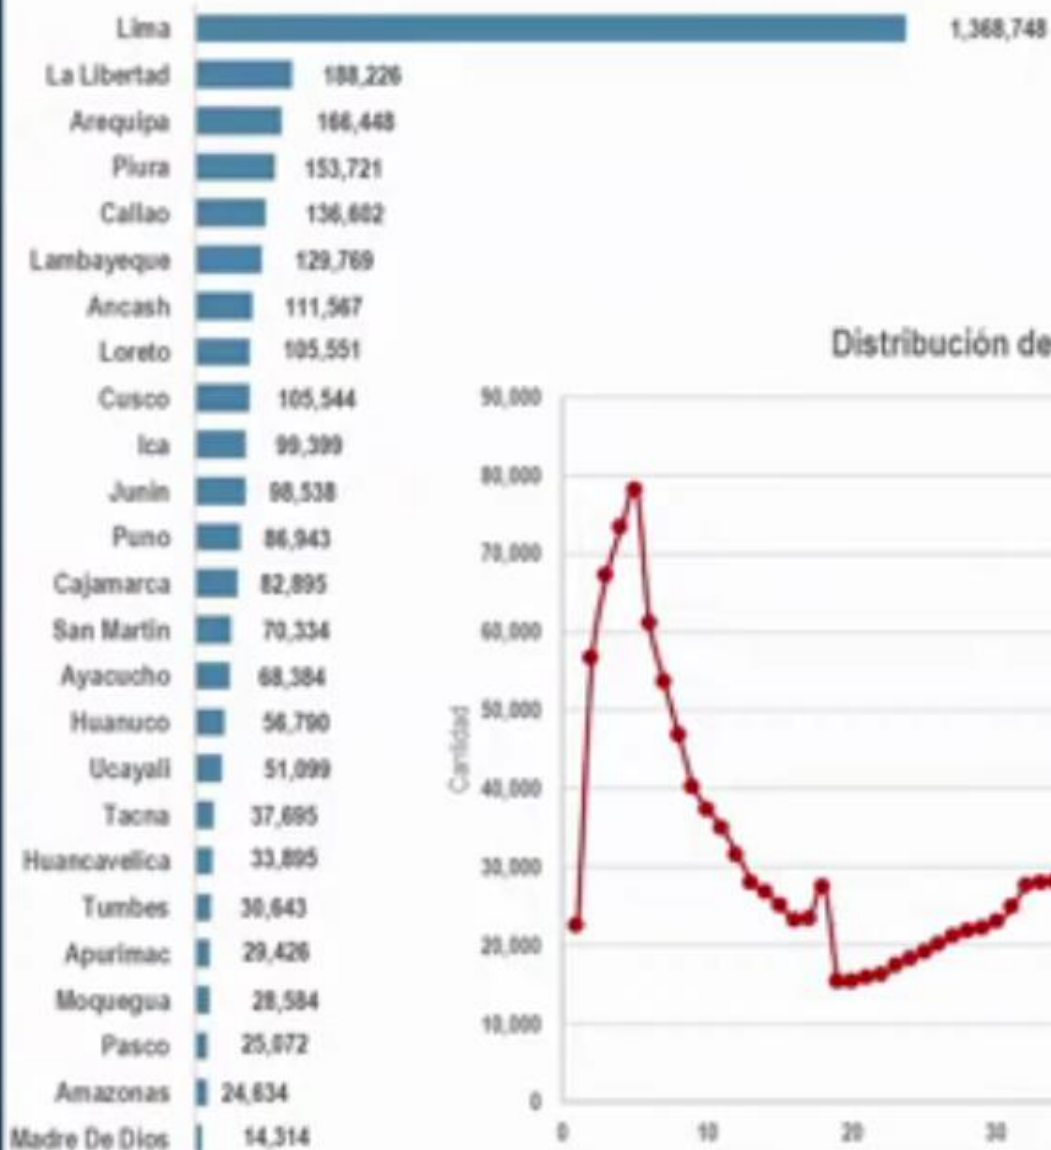 Lima 1,368,748
La Libertad 188,226
Arequipa 166,448
Piura 153,721
Callao 136,602
Lambayeque 129,769
Ancash 111,567
Loreto 105,551
Cusco 105,544
Ica 99,399
Junin 98,538
Puno 86,943
Cajamarca 82,895
San Martin 70,334
Ayacucho 68,384
Huanuco 56,790
Ucayali 51,099
Tacna 37,695
Huancavelica 33,895
Tumbes 30,643
Apurimac 29,426
Moquegua 28,584
Pasco 25,072
Amazonas 24,634
Madre De Dios 14,314
Distribución de
90,000
80,000
70,000
60,000
50,000
40,000
30,000
20,000
10,000
0
Cantidad
0 10 20 30